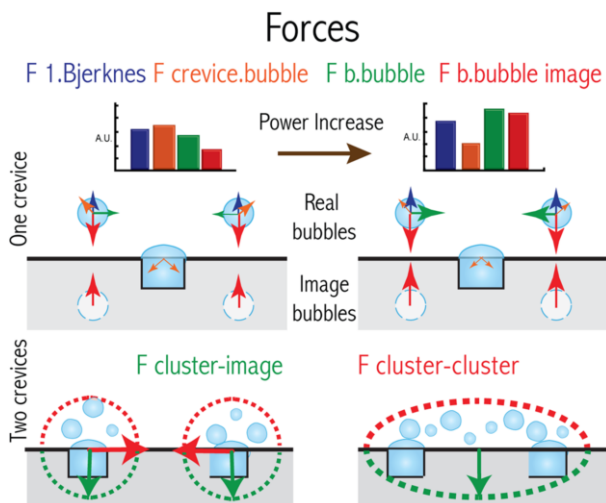 Forces
F 1.Bjerknes F crevice.bubble F b.bubble F b.bubble image
A.U.
Power Increase
A.U.
One crevice
Real
bubbles
Image
bubbles
Two crevices
F cluster-image
F cluster-cluster